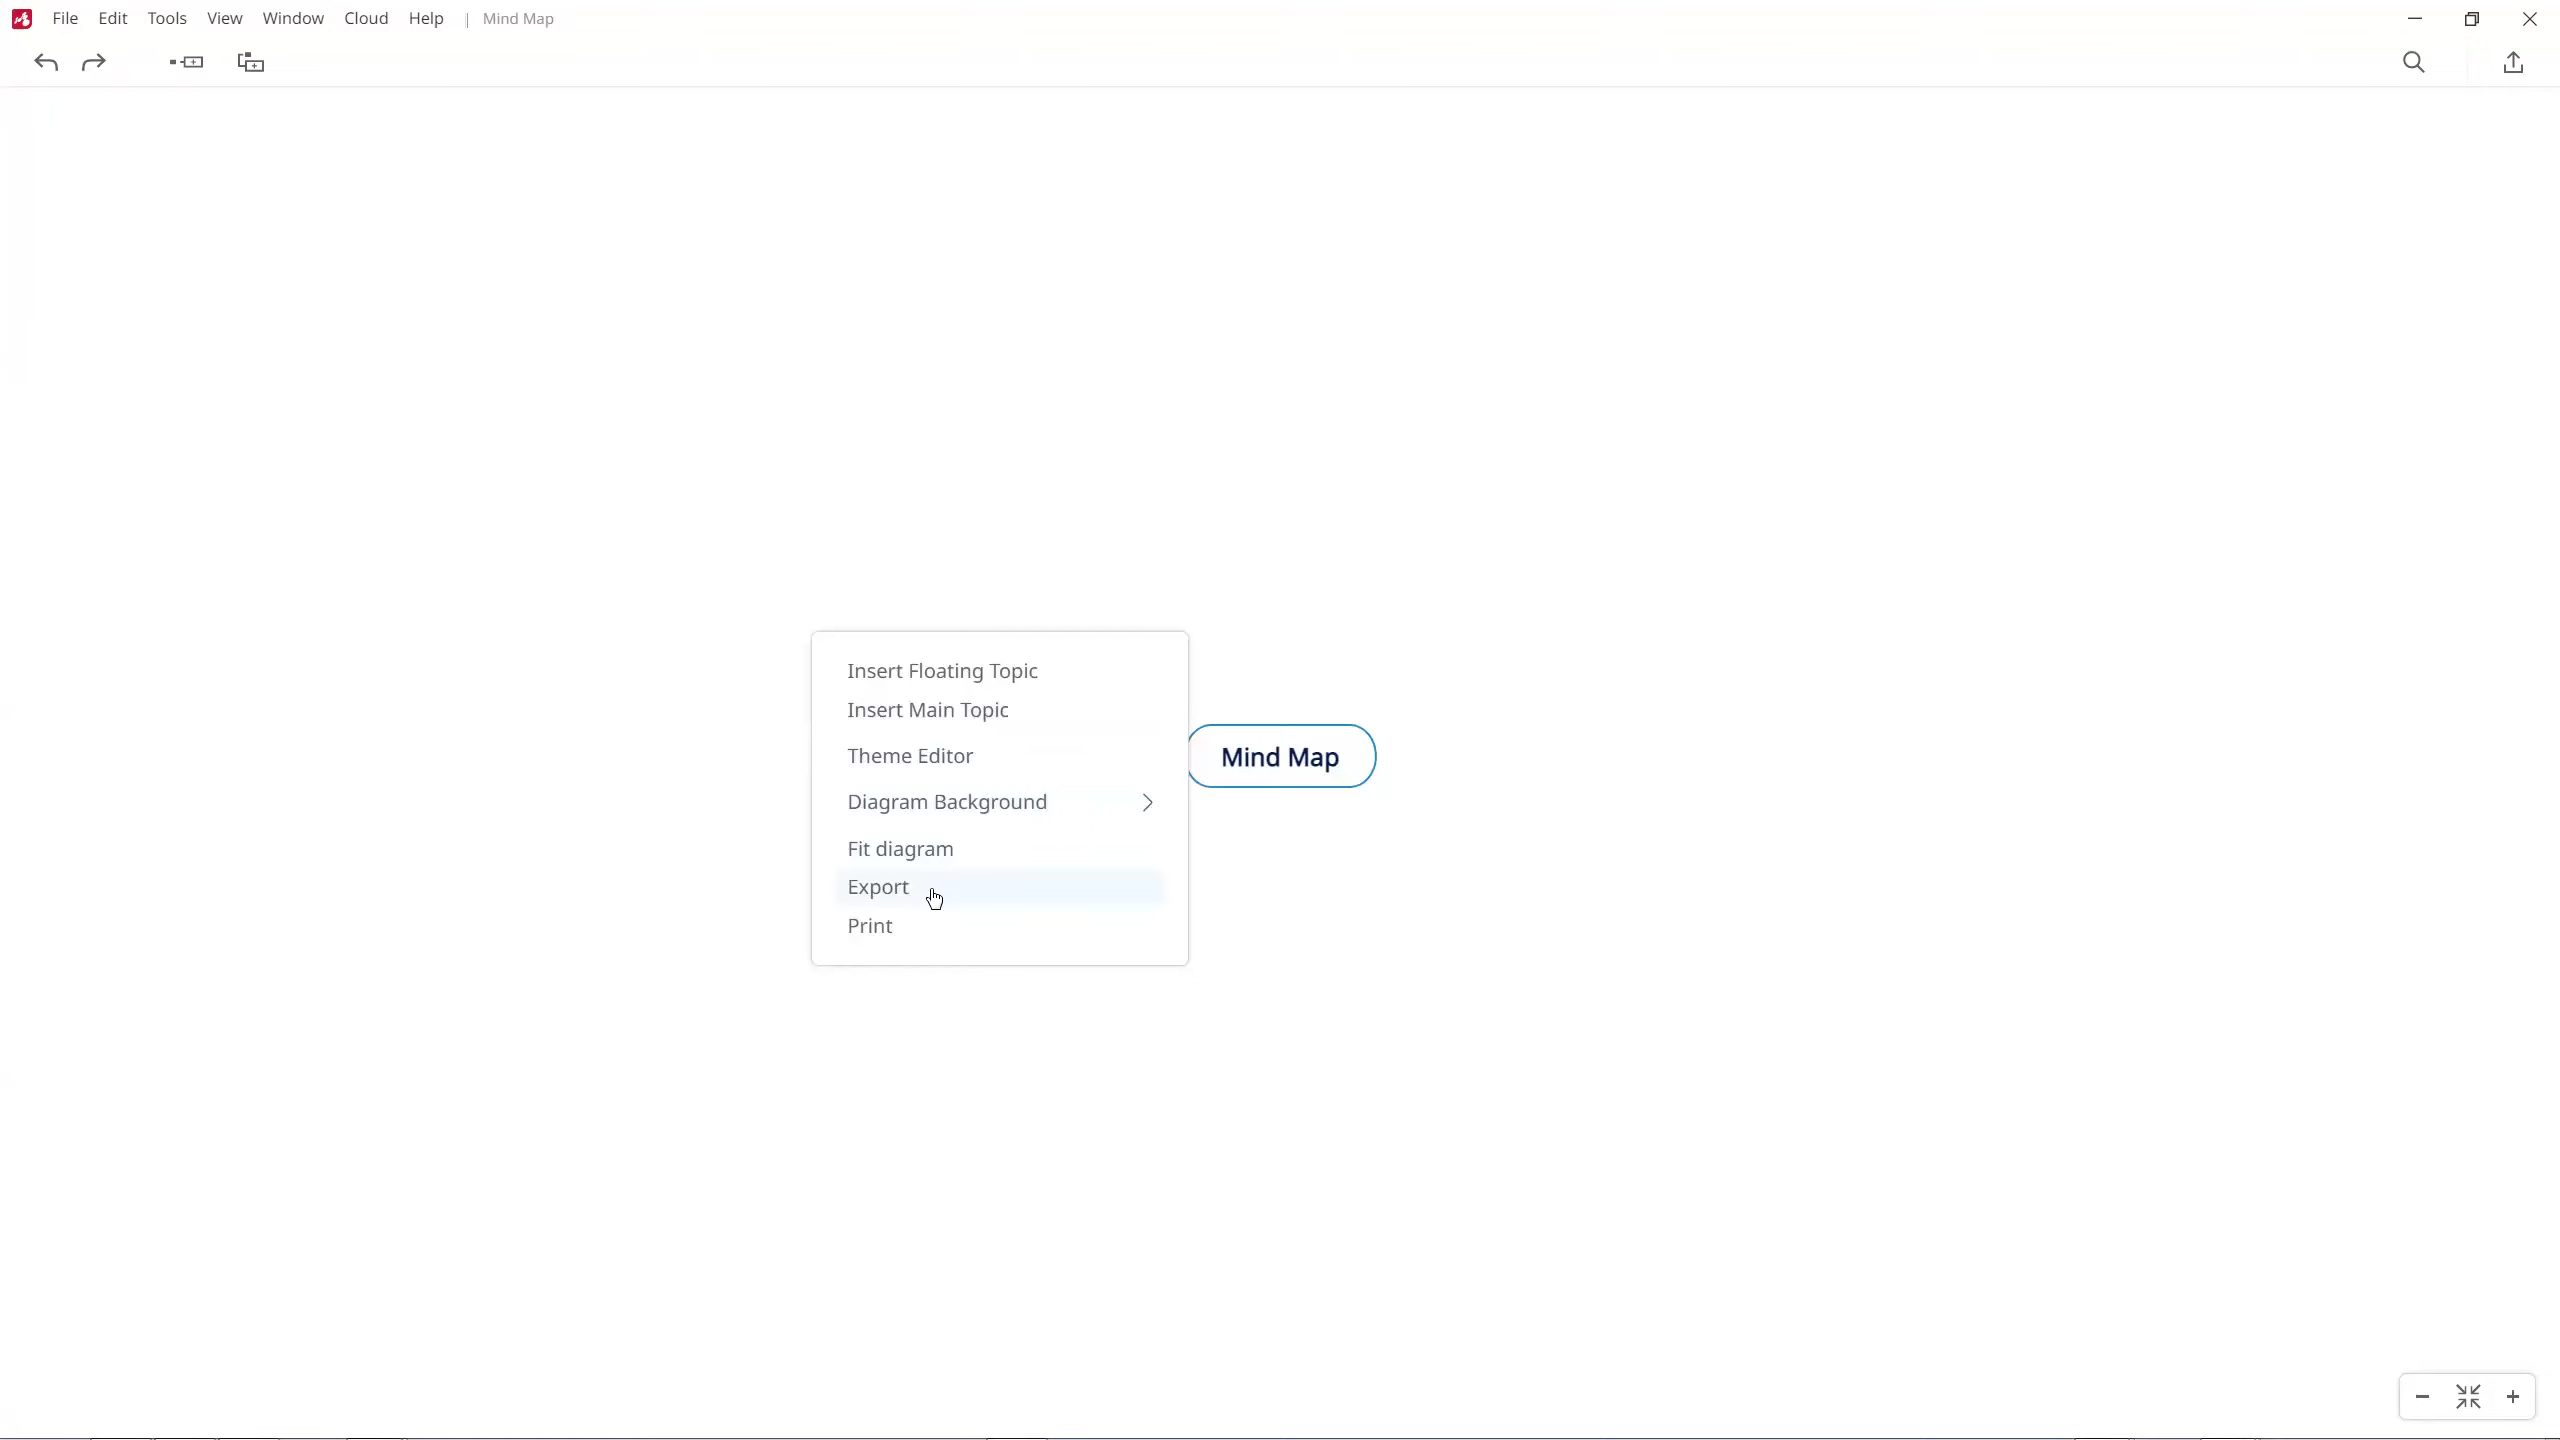 File Edit Tools View Window Cloud Help | Mind Map
Insert Floating Topic
Insert Main Topic
Theme Editor
Diagram Background
Fit diagram
Export
Print
Mind Map